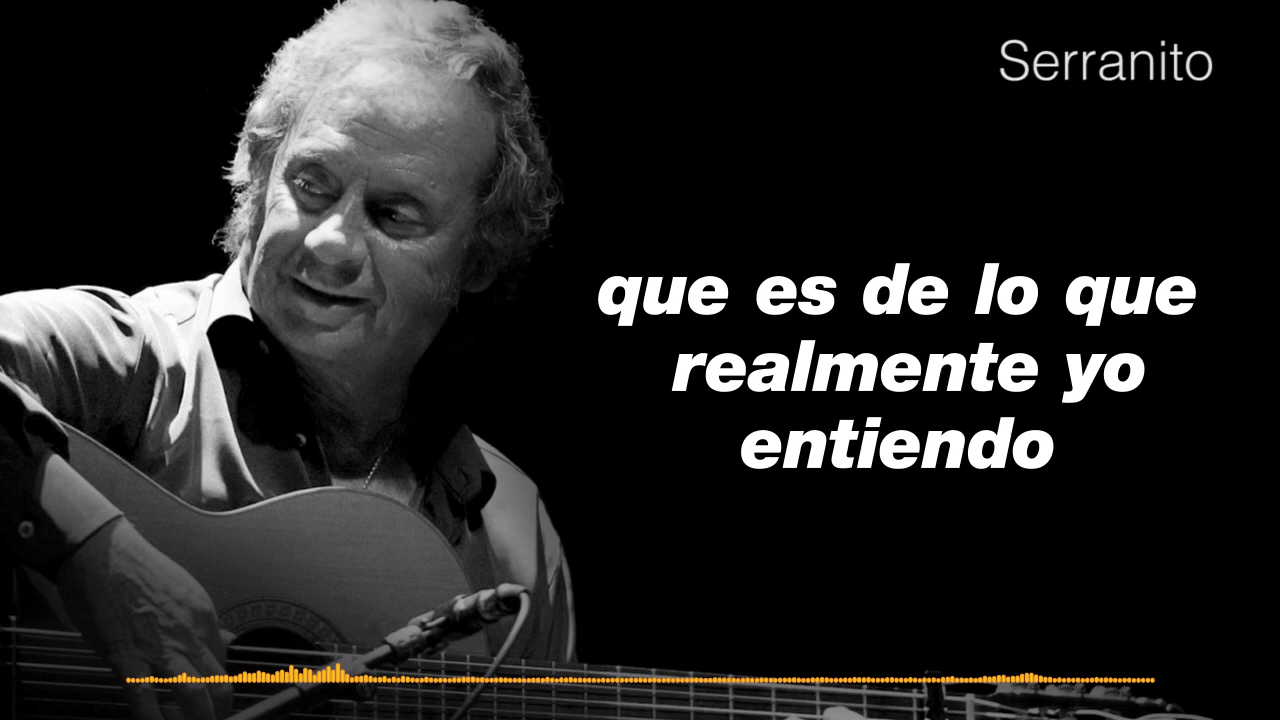 Serranito
que es de lo que
realmente yo
entiendo